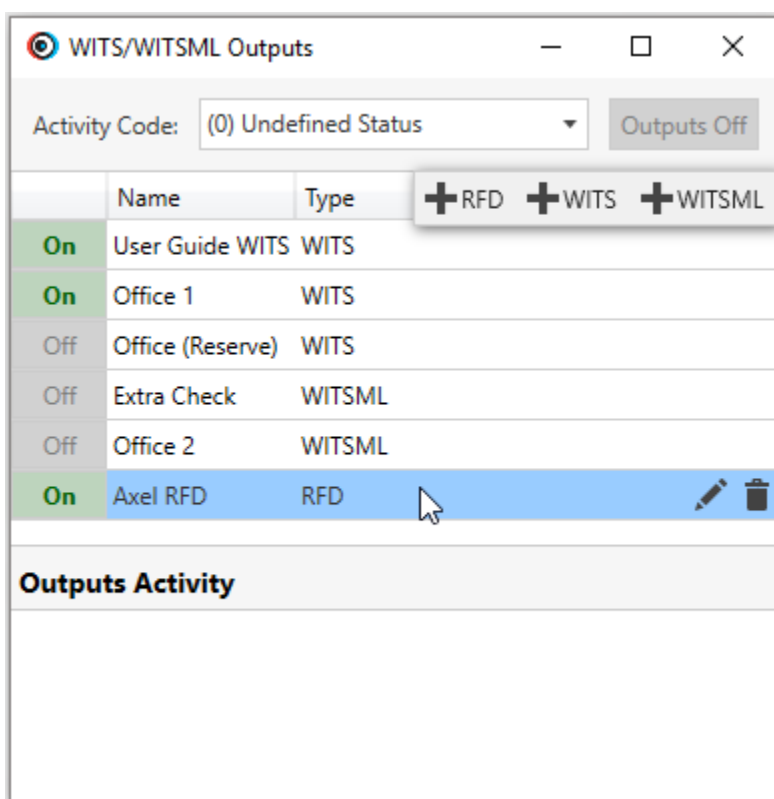 WITS/WITSML Outputs
Activity Code: (0) Undefined Status Outputs Off
Name Type RFD WITS WITSML
On User Guide WITS WITS
On Office 1 WITS
Off Office (Reserve) WITS
Off Extra Check WITSML
Off Office 2 WITSML
On Axel RFD RFD
Outputs Activity